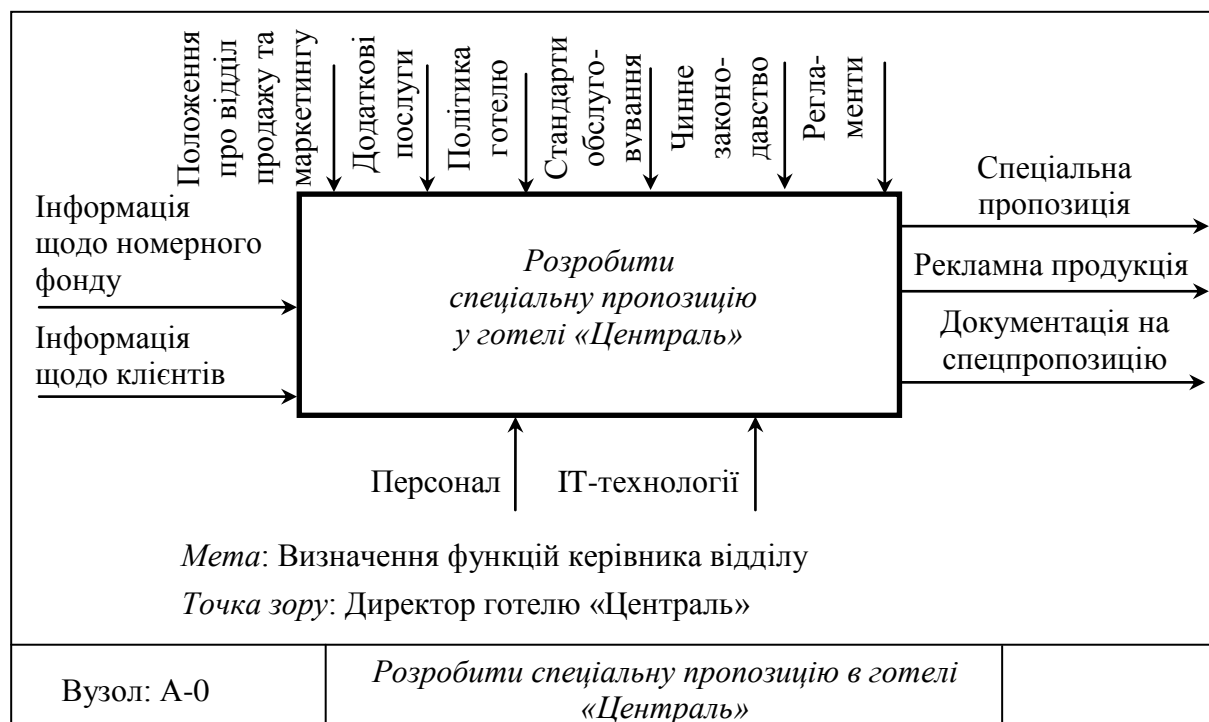 Положення
про відділ
продажу та
маркетингу
Додаткові
послуги
Політика
готелю
Стандарти
обслуго-
вування
Чинне
законо-
давство
Регла-
менти
Інформація
щодо номерного
фонду
Інформація
щодо клієнтів
Розробити
спеціальну пропозицію
у готелі «Централь»
Спеціальна
пропозиція
Рекламна продукція
Документація на
спецпропозицію
Персонал
ІТ-технології
Мета: Визначення функцій керівника відділу
Точка зору: Директор готелю «Централь»
Вузол: А-0
Розробити спеціальну пропозицію в готелі
«Централь»